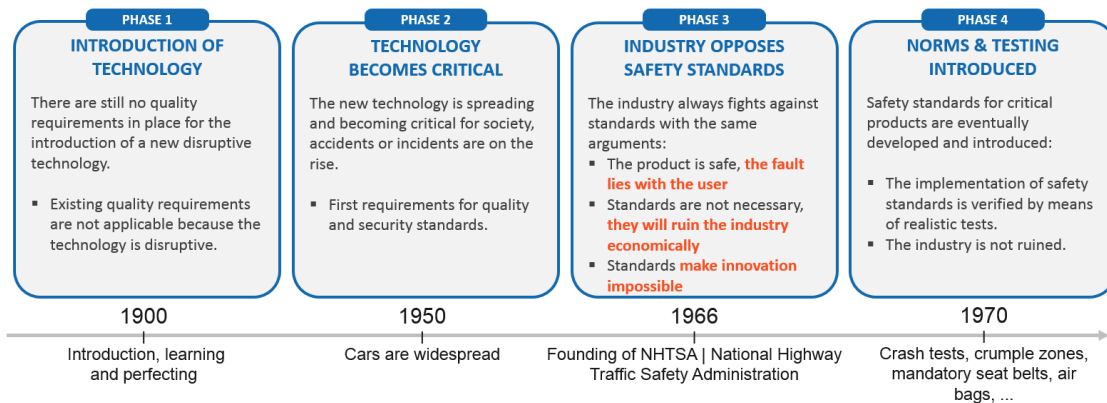 PHASE 1
INTRODUCTION OF
TECHNOLOGY
There are still no quality
requirements in place for the
introduction of a new disruptive
technology.
▪ Existing quality requirements
are not applicable because the
technology is disruptive.
PHASE 2
TECHNOLOGY
BECOMES CRITICAL
The new technology is spreading
and becoming critical for society,
accidents or incidents are on the
rise.
▪ First requirements for quality
and security standards.
PHASE 3
INDUSTRY OPPOSES
SAFETY STANDARDS
The industry always fights against
standards with the same
arguments:
▪ The product is safe, the fault
lies with the user
▪ Standards are not necessary,
they will ruin the industry
economically
▪ Standards make innovation
impossible
PHASE 4
NORMS & TESTING
INTRODUCED
Safety standards for critical
products are eventually
developed and introduced:
▪ The implementation of safety
standards is verified by means
of realistic tests.
▪ The industry is not ruined.
1900
Introduction, learning
and perfecting
1950
Cars are widespread
1966
Founding of NHTSA | National Highway
Traffic Safety Administration
1970
Crash tests, crumple zones,
mandatory seat belts, air
bags, ...